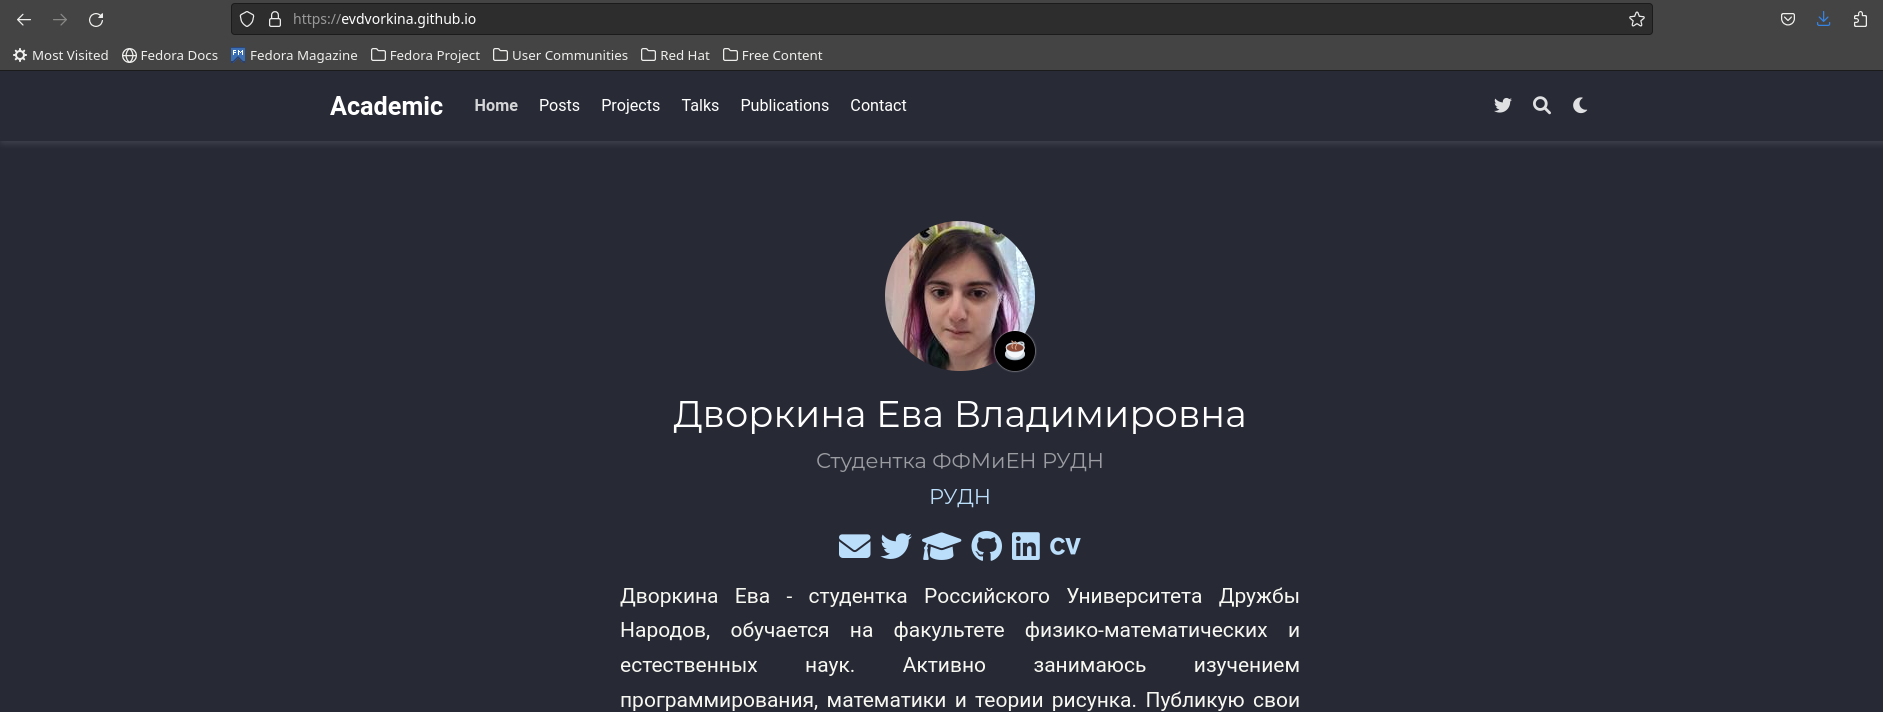 https://evdvorkina.github.io
Most Visited Fedora Docs FM Fedora Magazine Fedora Project User Communities Red Hat Free Content
Academic Home Posts Projects Talks Publications Contact
Дворкина Ева Владимировна
Студентка ФФМиЕН РУДН
РУДН
CV
Дворкина Ева - студентка Российского Университета Дружбы
Народов, обучается на факультете физико-математических и
естественных наук. Активно занимаюсь изучением
программирования, математики и теории рисунка. Публикую свои